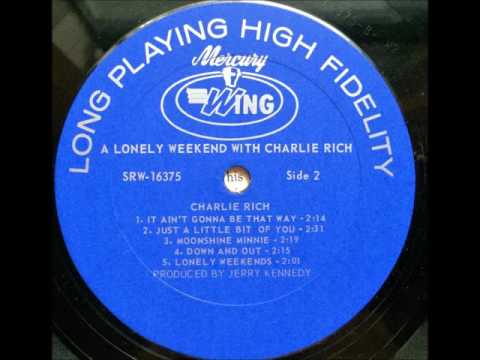 LONG PLAYING HIGH FIDELITY
Mercury
WING
A LONELY WEEKEND WITH CHARLIE RICH
SRW-16375 his Side 2
CHARLIE RICH
1. IT AIN'T GONNA BE THAT WAY - 2:14
2. JUST A LITTLE BIT OF YOU - 2:31
3. MOONSHINE MINNIE - 2:19
4. DOWN AND OUT - 2:15
5. LONELY WEEKENDS - 2:01
PRODUCED BY JERRY KENNEDY